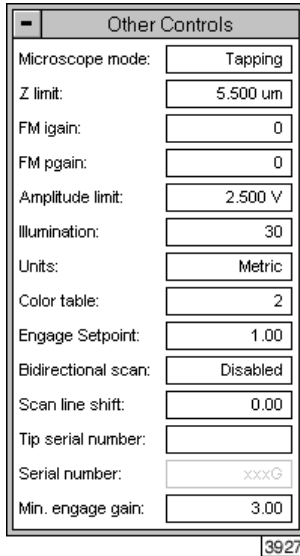 Other Controls
Microscope mode: Tapping
Z limit: 5.500 um
FM igain: 0
FM pgain: 0
Amplitude limit: 2.500 V
Illumination: 30
Units: Metric
Color table: 2
Engage Setpoint: 1.00
Bidirectional scan: Disabled
Scan line shift: 0.00
Tip serial number:
Serial number: xxxG
Min. engage gain: 3.00
3927